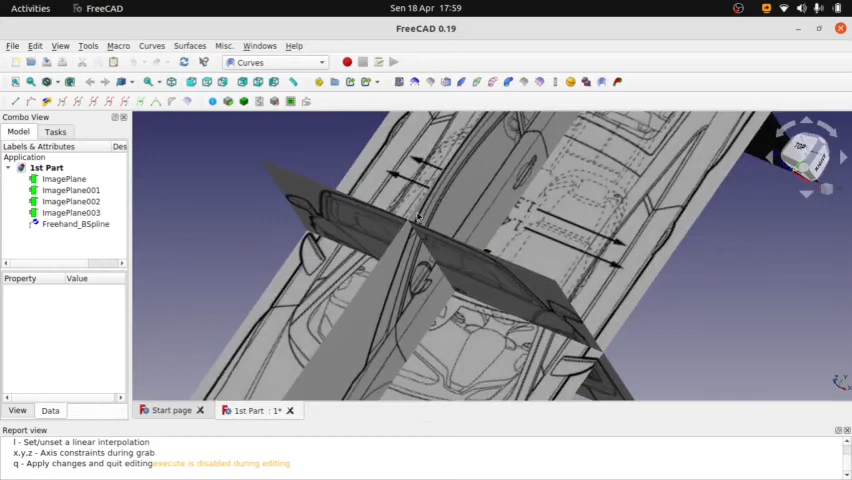 Activities
FreeCAD
Sen 18 Apr 17:59
FreeCAD 0.19
File Edit View Tools Macro Curves Surfaces Misc. Windows Help
Curves
Combo View
Model Tasks
Labels & Attributes Des
Application
1st Part
ImagePlane
ImagePlane001
ImagePlane002
ImagePlane003
Freehand_BSpline
Property Value
View Data
TOP
Start page
1st Part : 1*
Report view
l - Set/unset a linear interpolation
x,y,z - Axis constraints during grab
q - Apply changes and quit editingexecute is disabled during editing